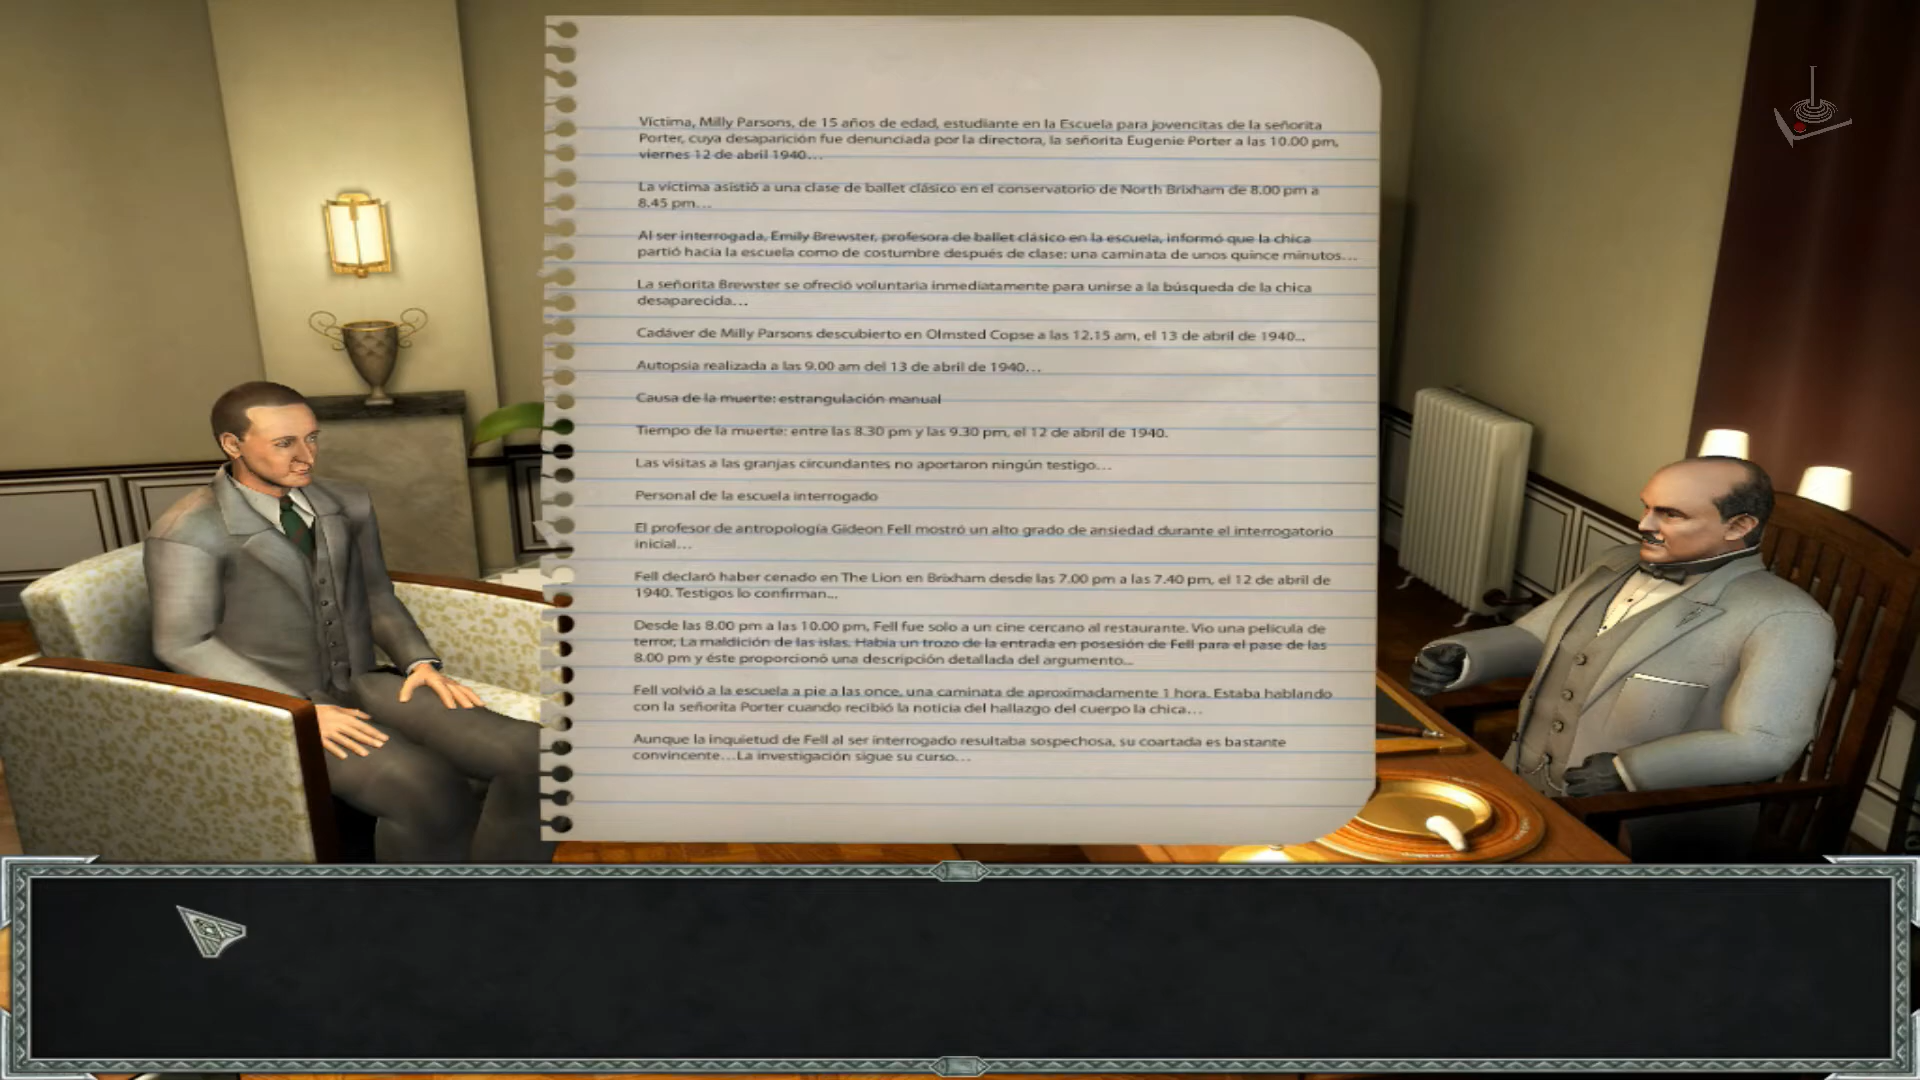 Víctima, Milly Parsons, de 15 años de edad, estudiante en la Escuela para jovencitas de la señorita
Porter, cuya desaparición fue denunciada por la directora, la señorita Eugenie Porter a las 10.00 pm,
viernes 12 de abril 1940...
La víctima asistió a una clase de ballet clásico en el conservatorio de North Brixham de 8.00 pm a
8.45 pm...
Al ser interrogada, Emily Brewster, profesora de ballet clásico en la escuela, informó que la chica
partió hacia la escuela como de costumbre después de clase: una caminata de unos quince minutos...
La señorita Brewster se ofreció voluntaria inmediatamente para unirse a la búsqueda de la chica
desaparecida...
Cadáver de Milly Parsons descubierto en Olmsted Copse a las 12.15 am, el 13 de abril de 1940...
Autopsia realizada a las 9.00 am del 13 de abril de 1940...
Causa de la muerte: estrangulación manual
Tiempo de la muerte: entre las 8.30 pm y las 9.30 pm, el 12 de abril de 1940.
Las visitas a las granjas circundantes no aportaron ningún testigo...
Personal de la escuela interrogado
El profesor de antropología Gideon Fell mostró un alto grado de ansiedad durante el interrogatorio
inicial...
Fell declaró haber cenado en The Lion en Brixham desde las 7.00 pm a las 7.40 pm, el 12 de abril de
1940. Testigos lo confirman...
Desde las 8.00 pm a las 10.00 pm, Fell fue solo a un cine cercano al restaurante. Vio una película de
terror, La maldición de las islas. Había un trozo de la entrada en posesión de Fell para el pase de las
8.00 pm y éste proporcionó una descripción detallada del argumento...
Fell volvió a la escuela a pie a las once, una caminata de aproximadamente 1 hora. Estaba hablando
con la señorita Porter cuando recibió la noticia del hallazgo del cuerpo la chica...
Aunque la inquietud de Fell al ser interrogado resultaba sospechosa, su coartada es bastante
convincente...La investigación sigue su curso...